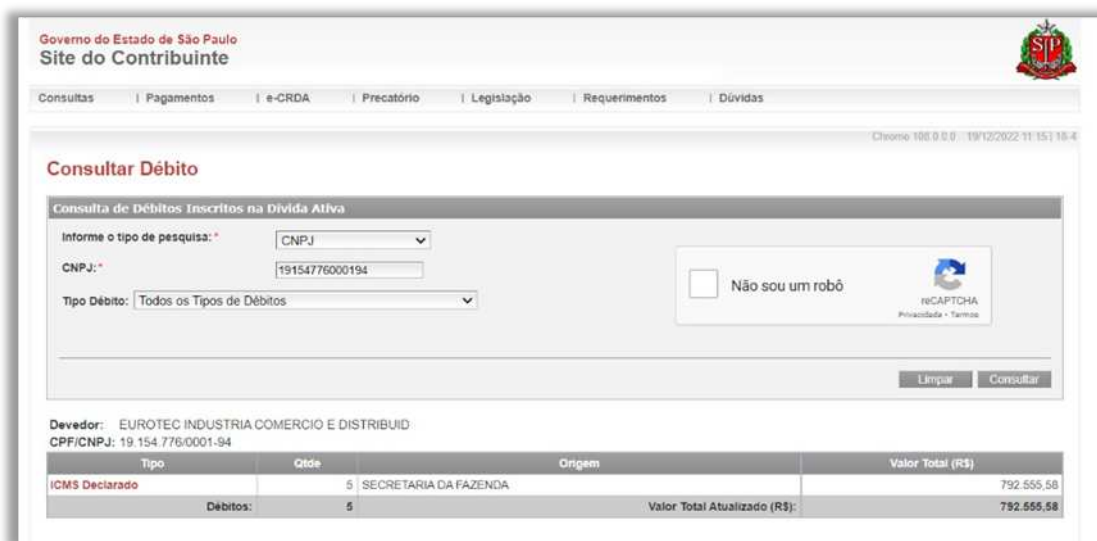 Governo do Estado de São Paulo
Site do Contribuinte
SP
Consultas | Pagamentos | e-CRDA | Precatório | Legislação | Requerimentos | Dúvidas
Chrome 108.0.0.0 19/12/2022 11:15 | 18-4
Consultar Débito
Consulta de Débitos Inscritos na Dívida Ativa
Informe o tipo de pesquisa: * CNPJ
CNPJ: * 19154776000194
Tipo Débito: Todos os Tipos de Débitos
Não sou um robô
reCAPTCHA
Privacidade - Termos
Limpar Consultar
Devedor: EUROTEC INDUSTRIA COMERCIO E DISTRIBUID
CPF/CNPJ: 19.154.776/0001-94
Tipo Qtde Origem Valor Total (R$)
ICMS Declarado 5 SECRETARIA DA FAZENDA 792.555,58
Débitos: 5 Valor Total Atualizado (R$): 792.555,58